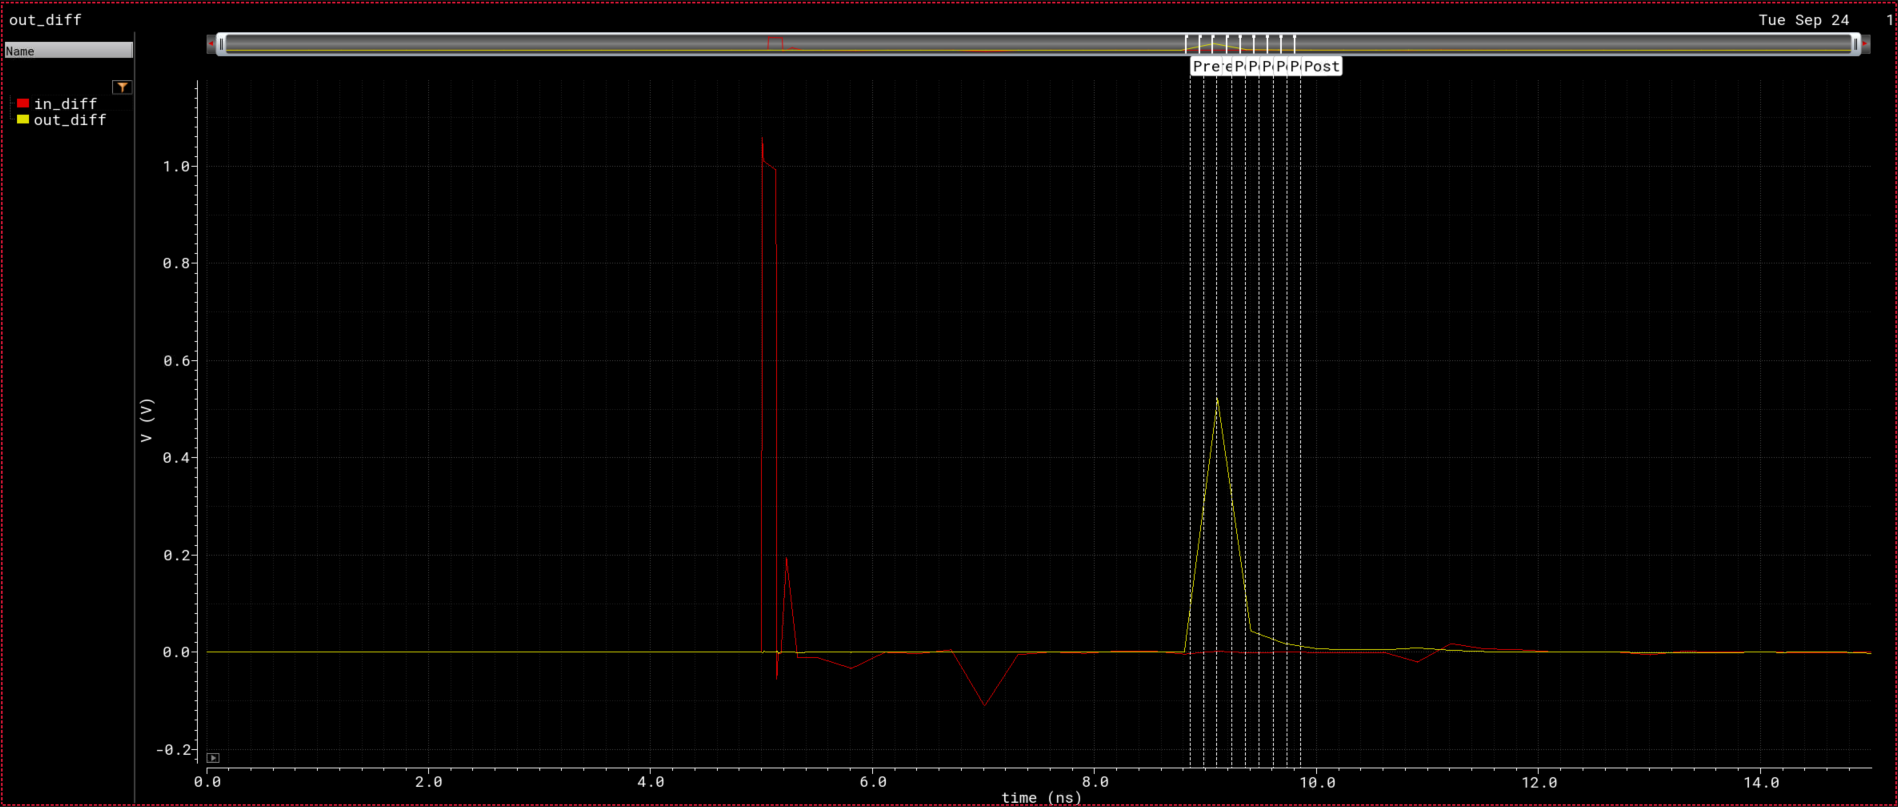 out_diff
Tue Sep 24 1
Name
Pre Post
in_diff
out_diff
1.0
0.8
0.6
0.4
0.2
0.0
-0.2
V (V)
0.0 2.0 4.0 6.0 8.0 10.0 12.0 14.0
time (ns)